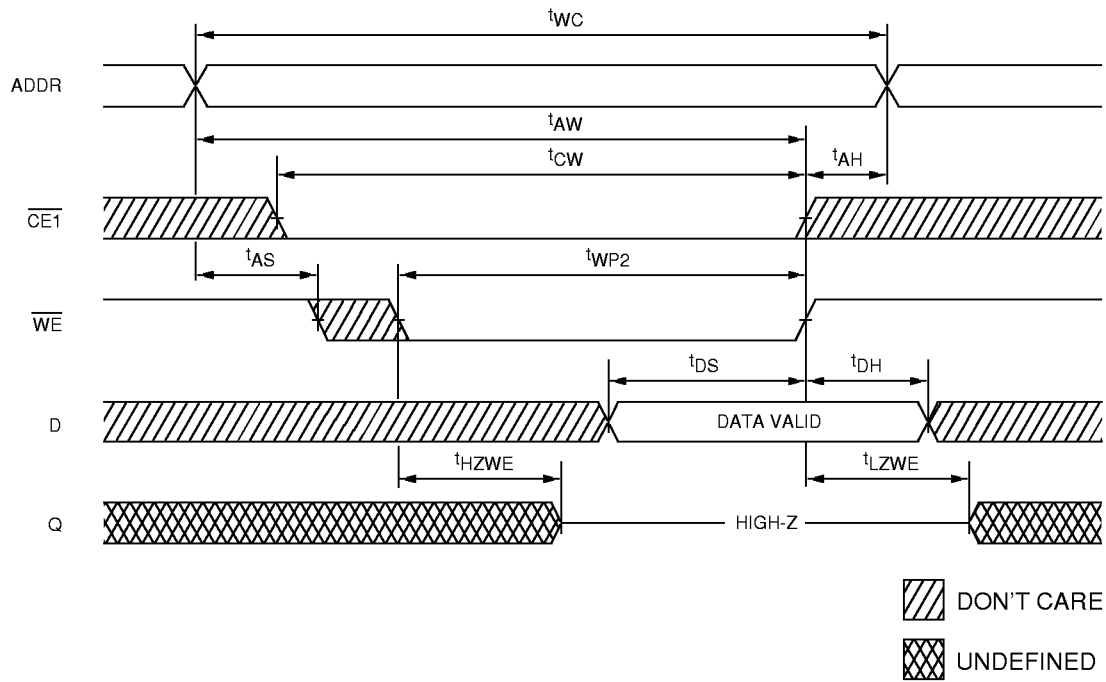 tWC
ADDR
tAW
tCW
tAH
CE1
tAS
tWP2
WE
tDS
tDH
D
DATA VALID
tHZWE
tLZWE
Q
HIGH-Z
DON'T CARE
UNDEFINED